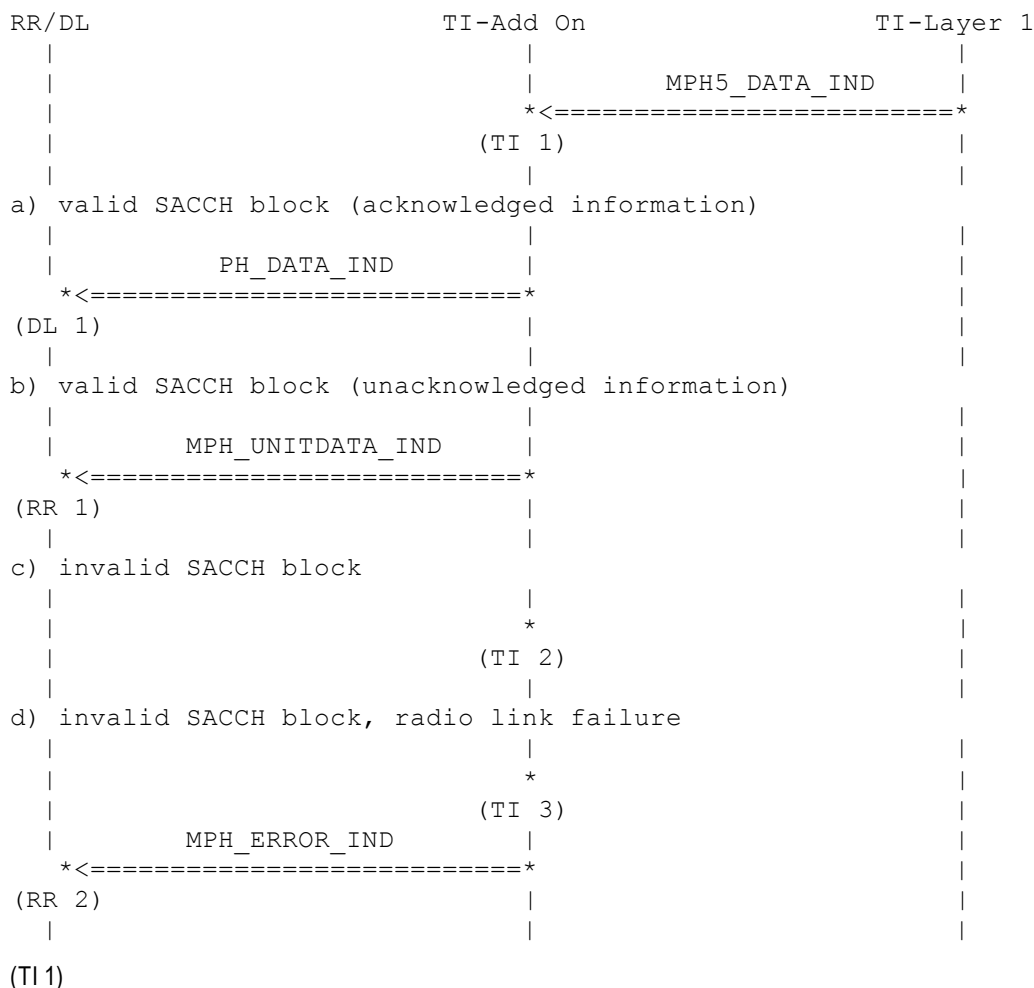 RR/DL                      TI-Add On                  TI-Layer 1
  |                             |                          |
  |                             |        MPH5_DATA_IND     |
  |                             *<=========================*
  |                          (TI 1)                        |
  |                             |                          |
a) valid SACCH block (acknowledged information)
  |                             |                          |
  |          PH_DATA_IND        |                          |
   *<===========================*                          |
(DL 1)                          |                          |
  |                             |                          |
b) valid SACCH block (unacknowledged information)
  |                             |                          |
  |        MPH_UNITDATA_IND     |                          |
   *<===========================*                          |
(RR 1)                          |                          |
  |                             |                          |
c) invalid SACCH block
  |                             |                          |
  |                             *                          |
  |                          (TI 2)                        |
  |                             |                          |
d) invalid SACCH block, radio link failure
  |                             |                          |
  |                             *                          |
  |                          (TI 3)                        |
  |        MPH_ERROR_IND        |                          |
   *<===========================*                          |
(RR 2)                          |                          |
  |                             |                          |
(TI 1)